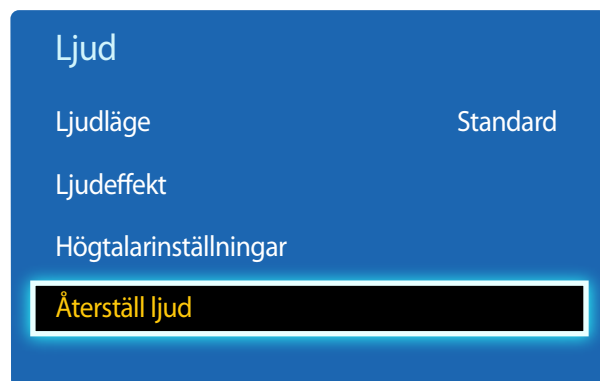 Ljud
Ljudläge Standard
Ljudeffekt
Högtalarinställningar
Återställ ljud